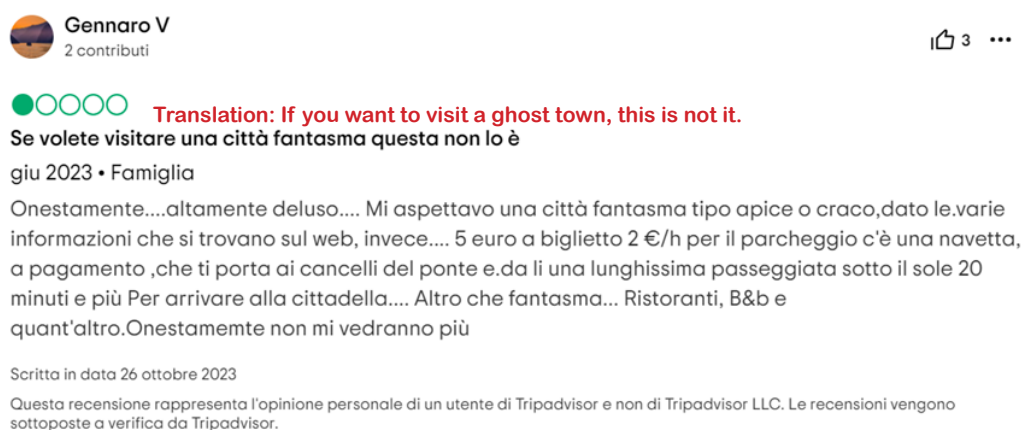 Gennaro V
2 contributi
3
Translation: If you want to visit a ghost town, this is not it.
Se volete visitare una città fantasma questa non lo è
giu 2023 • Famiglia
Onestamente....altamente deluso.... Mi aspettavo una città fantasma tipo apice o craco,dato le.varie
informazioni che si trovano sul web, invece.... 5 euro a biglietto 2 €/h per il parcheggio c'è una navetta,
a pagamento ,che ti porta ai cancelli del ponte e.da li una lunghissima passeggiata sotto il sole 20
minuti e più Per arrivare alla cittadella.... Altro che fantasma... Ristoranti, B&b e
quant'altro.Onestamemte non mi vedranno più
Scritta in data 26 ottobre 2023
Questa recensione rappresenta l'opinione personale di un utente di Tripadvisor e non di Tripadvisor LLC. Le recensioni vengono
sottoposte a verifica da Tripadvisor.